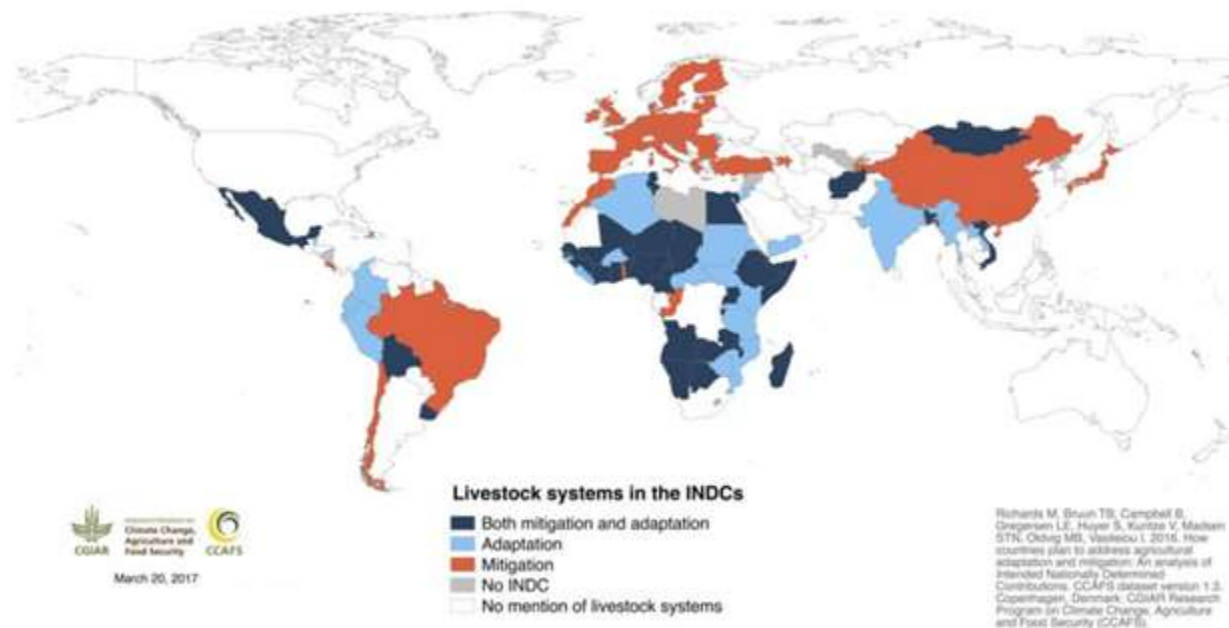 Livestock systems in the INDCs
Both mitigation and adaptation
Adaptation
Mitigation
No INDC
No mention of livestock systems
CGIAR
Climate Change,
Agriculture and
Food Security
CCAFS
March 20, 2017
Richards M, Bruun TB, Campbell B,
Gregersen LE, Huyer S, Kuntze V, Madsen
STN, Oldvig MB, Vasileiou I. 2016. How
countries plan to address agricultural
adaptation and mitigation: An analysis of
Intended Nationally Determined
Contributions. CCAFS dataset version 1.3.
Copenhagen, Denmark: CGIAR Research
Program on Climate Change, Agriculture
and Food Security (CCAFS).